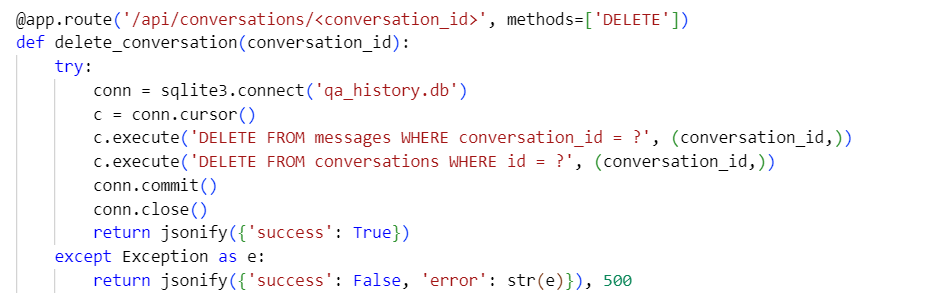 @app.route('/api/conversations/<conversation_id>', methods=['DELETE'])
def delete_conversation(conversation_id):
    try:
        conn = sqlite3.connect('qa_history.db')
        c = conn.cursor()
        c.execute('DELETE FROM messages WHERE conversation_id = ?', (conversation_id,))
        c.execute('DELETE FROM conversations WHERE id = ?', (conversation_id,))
        conn.commit()
        conn.close()
        return jsonify({'success': True})
    except Exception as e:
        return jsonify({'success': False, 'error': str(e)}), 500